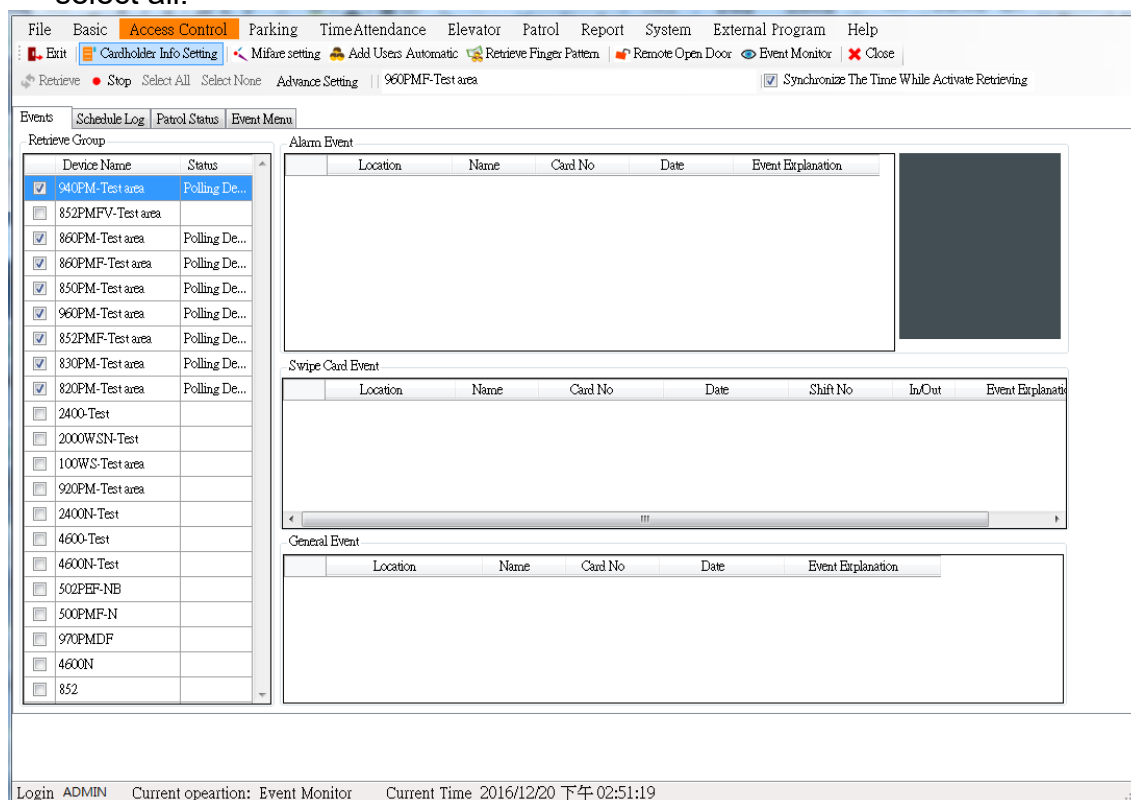 select all.
File Basic Access Control Parking TimeAttendance Elevator Patrol Report System External Program Help
Exit Cardholder Info Setting Mifare setting Add Users Automatic Retrieve Finger Pattern Remote Open Door Event Monitor Close
Retrieve Stop Select All Select None Advance Setting 960PMF-Test area Synchronize The Time While Activate Retrieving
Events Schedule Log Patrol Status Event Menu
Retrieve Group
Device Name Status
940PM-Test area Polling De...
852PMFV-Test area
860PM-Test area Polling De...
860PMF-Test area Polling De...
850PM-Test area Polling De...
960PM-Test area Polling De...
852PMF-Test area Polling De...
830PM-Test area Polling De...
820PM-Test area Polling De...
2400-Test
2000WSN-Test
100WS-Test area
920PM-Test area
2400N-Test
4600-Test
4600N-Test
502PEF-NB
500PMF-N
970PMDF
4600N
852
Alarm Event
Location Name Card No Date Event Explanation
Swipe Card Event
Location Name Card No Date Shift No In/Out Event Explanatio
General Event
Location Name Card No Date Event Explanation
Login ADMIN Current opeartion: Event Monitor Current Time 2016/12/20 下午 02:51:19